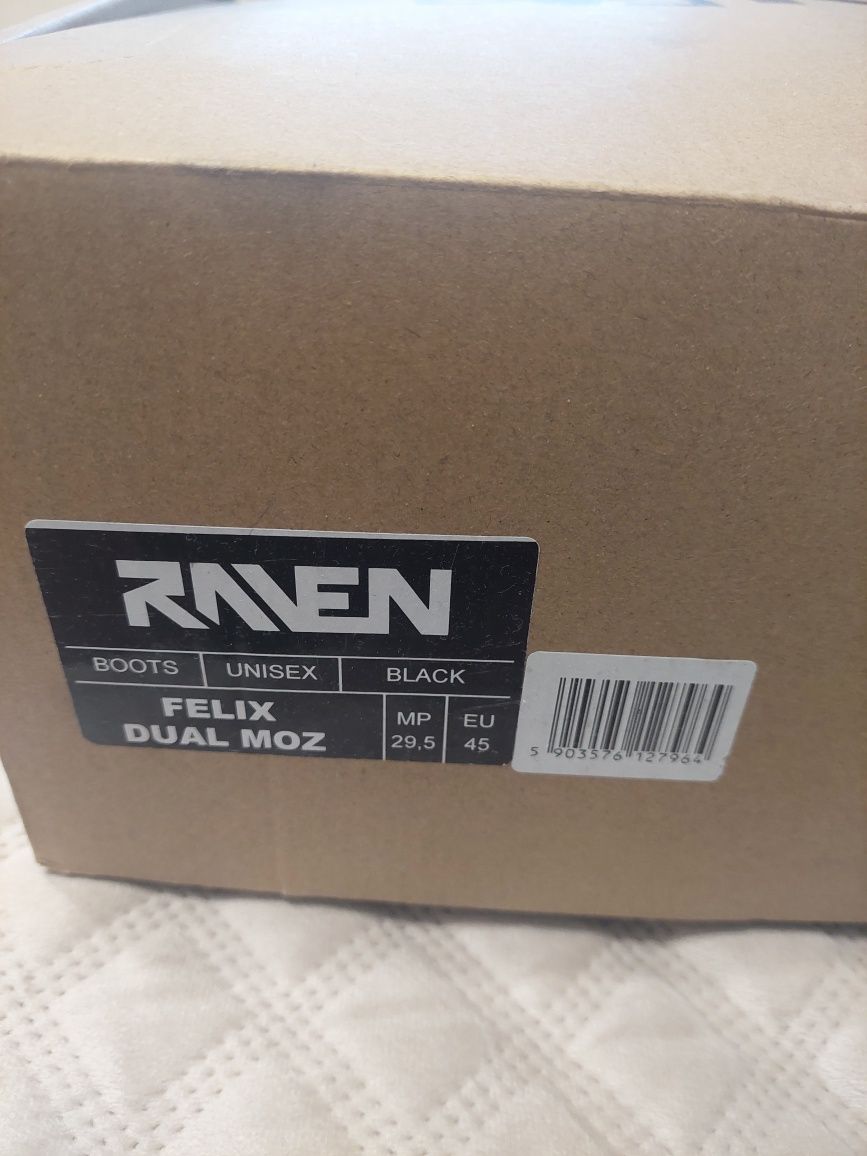 RAVEN
BOOTS UNISEX BLACK
FELIX
DUAL MOZ
MP
29,5
EU
45
5 903576 127964